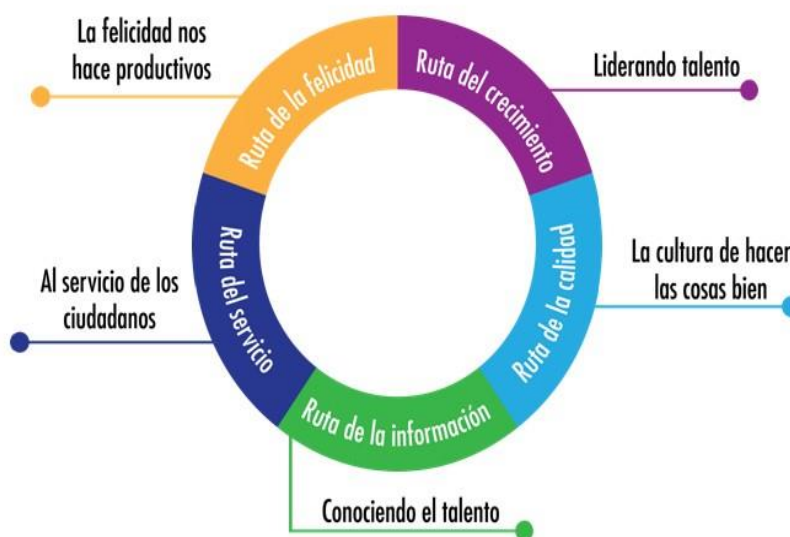 La felicidad nos
hace productivos
Ruta de la felicidad
Ruta del crecimiento
Liderando talento
Ruta del servicio
Ruta de la calidad
Al servicio de los
ciudadanos
La cultura de hacer
las cosas bien
Ruta de la información
Conociendo el talento